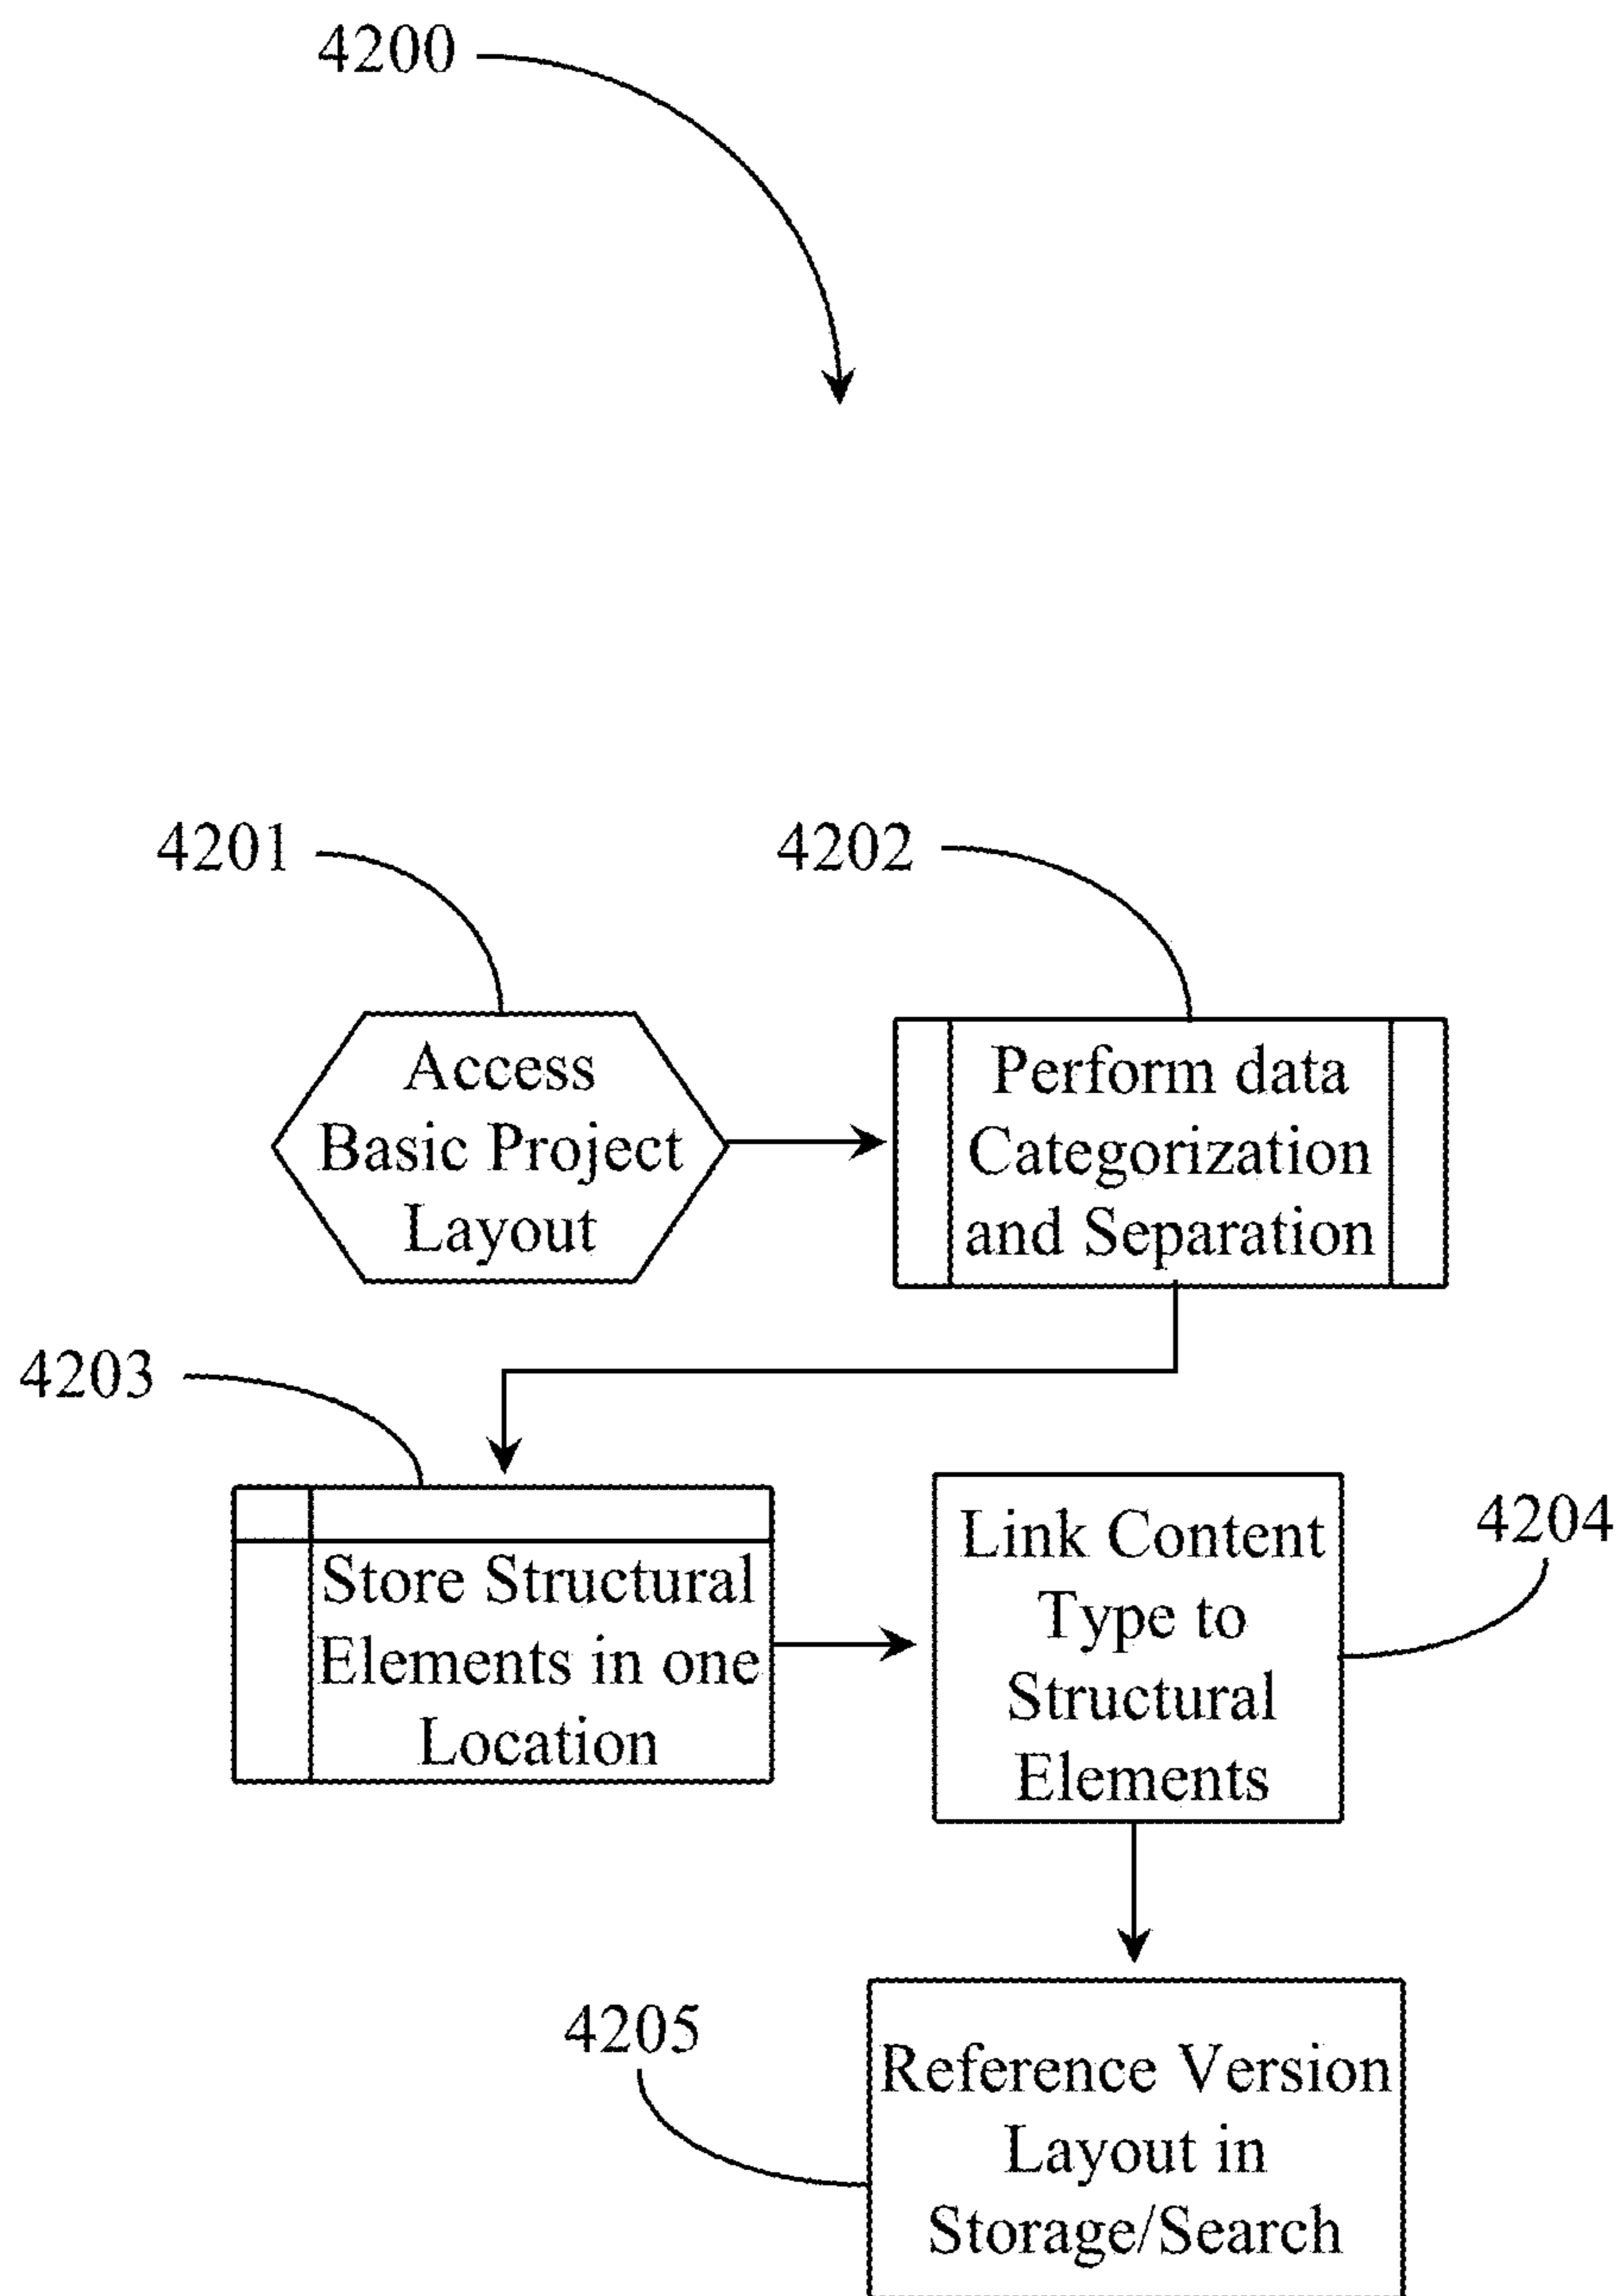 4200
4201
4202
Access
Basic Project
Layout
Perform data
Categorization
and Separation
4203
Store Structural
Elements in one
Location
Link Content
Type to
Structural
Elements
4204
4205
Reference Version
Layout in
Storage/Search